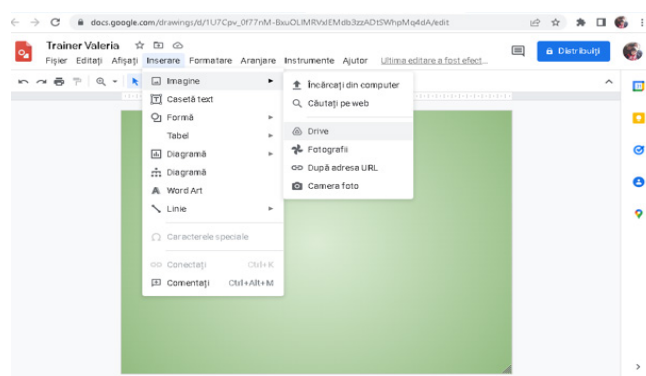 docs.google.com/drawings/d/1U7Cpv_0f77nM-BxuOLIMRVxIEMdb3zzADtSWhpMq4dA/edit
Trainer Valeria
Fișier Editați Afișați Inserare Formatare Aranjare Instrumente Ajutor Ultima editare a fost efect...
Distribuiți
Imagine
Casetă text
Formă
Tabel
Diagramă
Diagramă
Word Art
Linie
Caracterele speciale
Conectați Ctrl+K
Comentați Ctrl+Alt+M
Încărcați din computer
Căutați pe web
Drive
Fotografii
După adresa URL
Camera foto